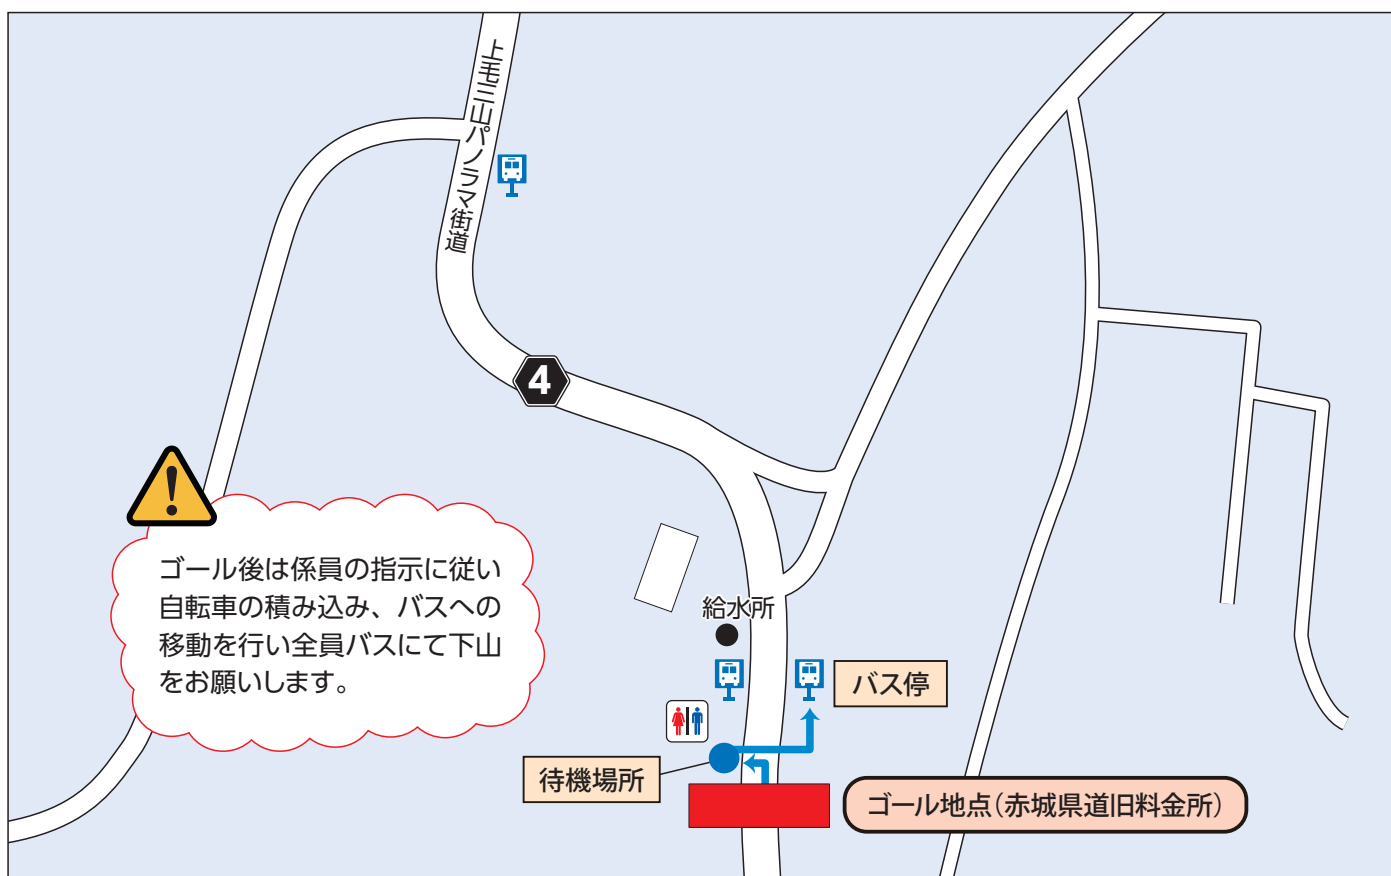 上毛三山パノラマ街道
4
ゴール後は係員の指示に従い
自転車の積み込み、バスへの
移動を行い全員バスにて下山
をお願いします。
給水所
バス停
待機場所
ゴール地点(赤城県道旧料金所)